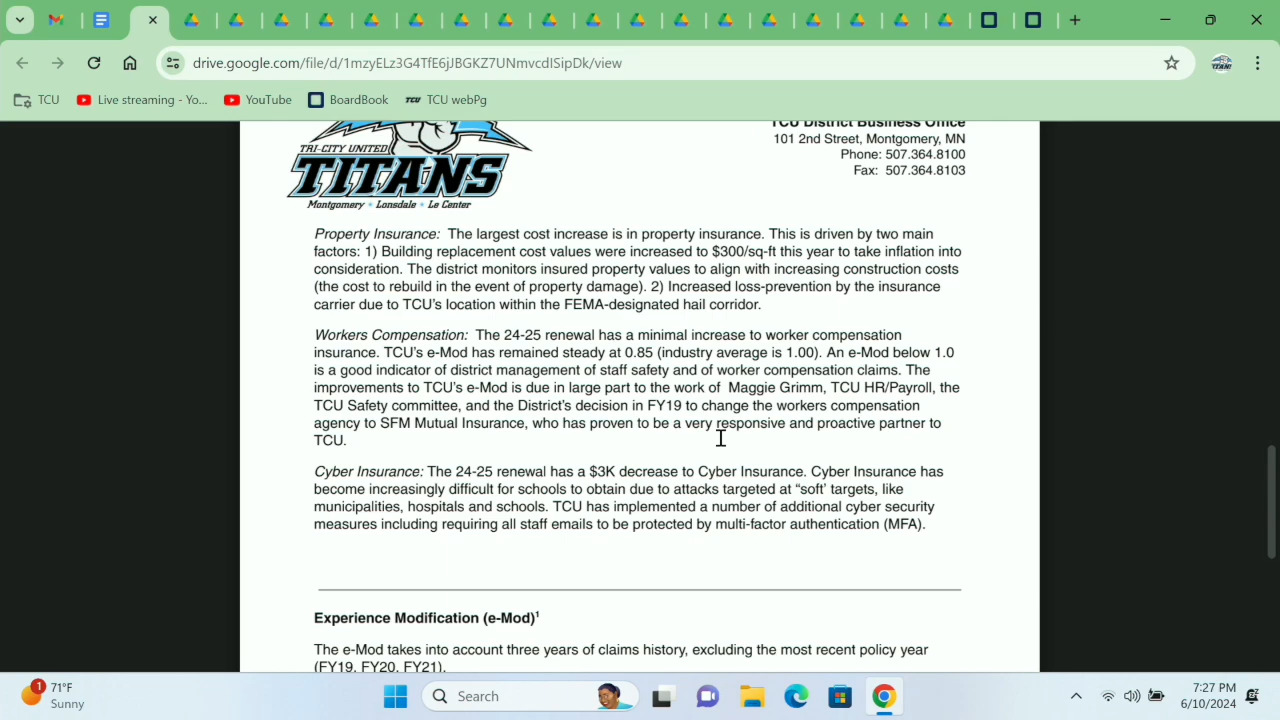 drive.google.com/file/d/1mzyELz3G4TfE6jJBGKZ7UNmvcdISipDk/view
TCU
Live streaming - Yo...
YouTube
BoardBook
TCU
TCU webPg
TCU District Business Office
101 2nd Street, Montgomery, MN
Phone: 507.364.8100
Fax: 507.364.8103
TRI-CITY UNITED
TITANS
Montgomery • Lonsdale • Le Center
Property Insurance: The largest cost increase is in property insurance. This is driven by two main
factors: 1) Building replacement cost values were increased to $300/sq-ft this year to take inflation into
consideration. The district monitors insured property values to align with increasing construction costs
(the cost to rebuild in the event of property damage). 2) Increased loss-prevention by the insurance
carrier due to TCU's location within the FEMA-designated hail corridor.
Workers Compensation: The 24-25 renewal has a minimal increase to worker compensation
insurance. TCU's e-Mod has remained steady at 0.85 (industry average is 1.00). An e-Mod below 1.0
is a good indicator of district management of staff safety and of worker compensation claims. The
improvements to TCU's e-Mod is due in large part to the work of Maggie Grimm, TCU HR/Payroll, the
TCU Safety committee, and the District's decision in FY19 to change the workers compensation
agency to SFM Mutual Insurance, who has proven to be a very responsive and proactive partner to
TCU.
Cyber Insurance: The 24-25 renewal has a $3K decrease to Cyber Insurance. Cyber Insurance has
become increasingly difficult for schools to obtain due to attacks targeted at “soft’ targets, like
municipalities, hospitals and schools. TCU has implemented a number of additional cyber security
measures including requiring all staff emails to be protected by multi-factor authentication (MFA).
Experience Modification (e-Mod)¹
The e-Mod takes into account three years of claims history, excluding the most recent policy year
(FY19, FY20, FY21).
1
71°F
Sunny
Search
7:27 PM
6/10/2024